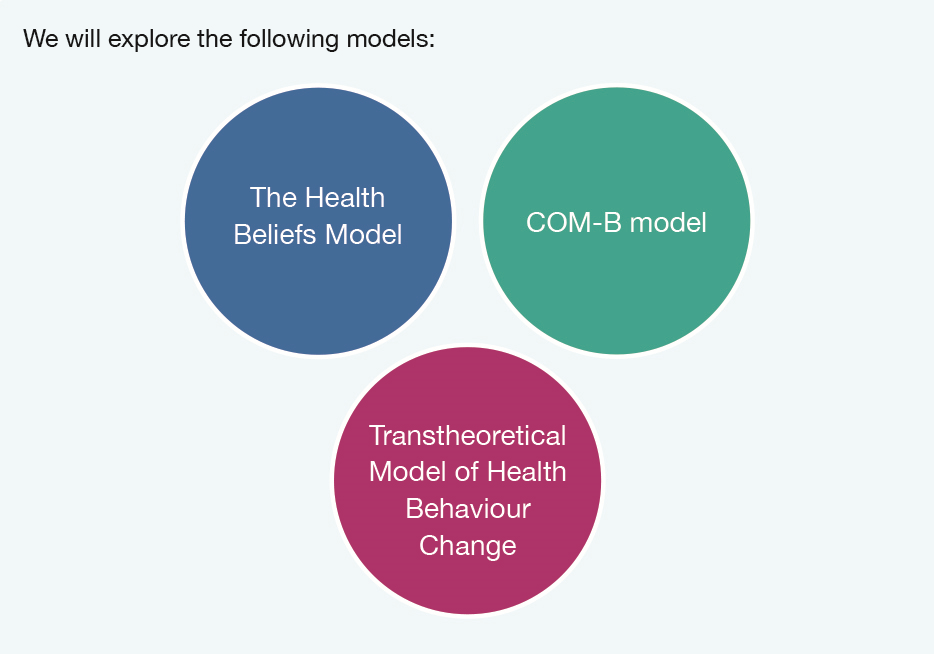 We will explore the following models:
The Health
Beliefs Model
COM-B model
Transtheoretical
Model of Health
Behaviour
Change